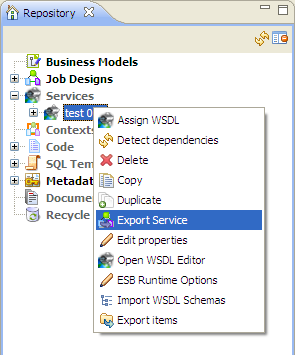 Repository
Business Models
Job Designs
Services
test 0
Contexts
Code
SQL Tem
Metadat
Docume
Recycle
Assign WSDL
Detect dependencies
Delete
Copy
Duplicate
Export Service
Edit properties
Open WSDL Editor
ESB Runtime Options
Import WSDL Schemas
Export items